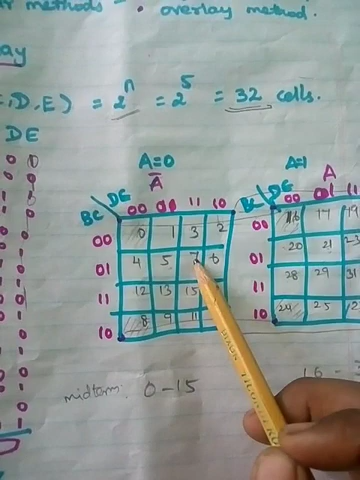 methods - • overlay method.
,D,E) = 2^n = 2^5 = 32 cells.
DE
A=0
A̅
BC DE 00 01 11 10
00 0 1 3 2
01 4 5 7 6
11 12 13 15
10 8 9 11
A=1
A
BC DE 00 01 11
00 16 17 19
01 20 21 23
11 28 29 31
10 24 25
midterm: 0-15
16 -